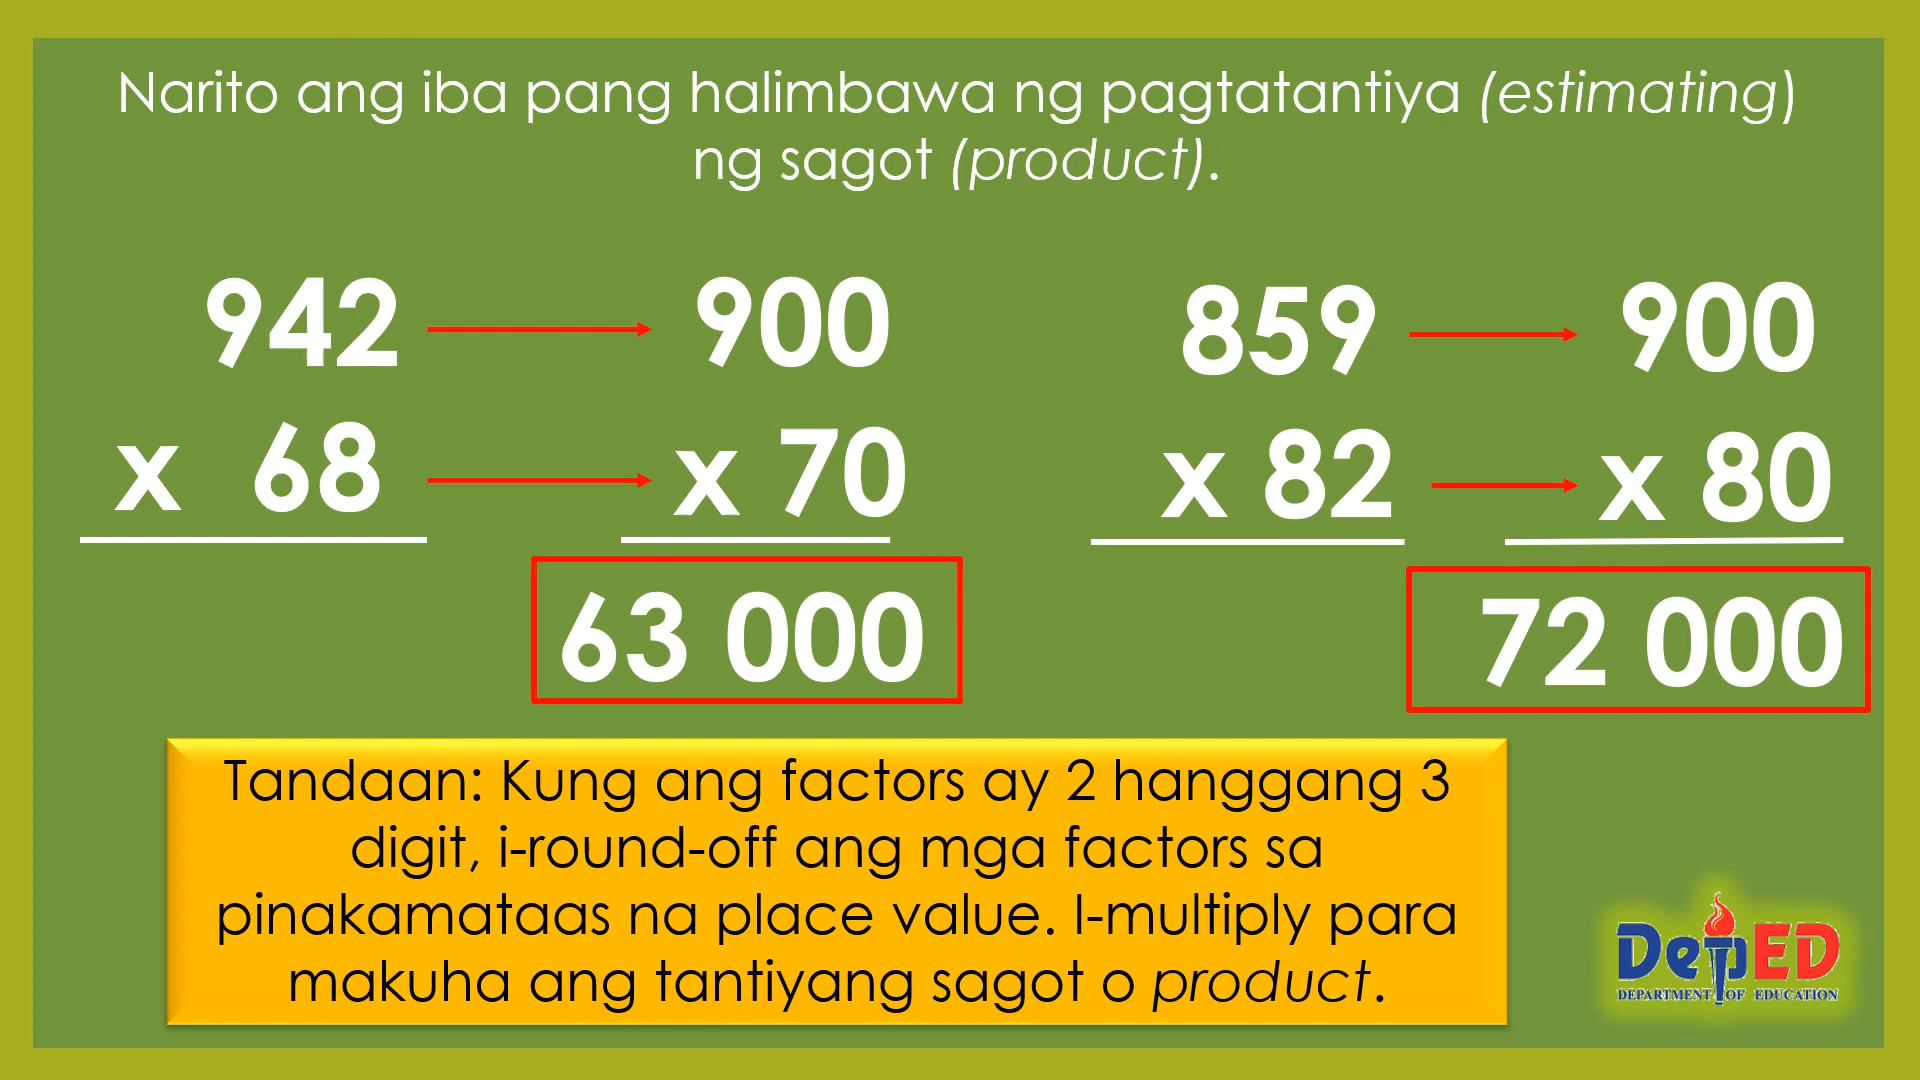 Narito ang iba pang halimbawa ng pagtatantiya (estimating)
ng sagot (product).
942 900
x 68 x 70
63 000
859 900
x 82 x 80
72 000
Tandaan: Kung ang factors ay 2 hanggang 3
digit, i-round-off ang mga factors sa
pinakamataas na place value. I-multiply para
makuha ang tantiyang sagot o product.
DepED
DEPARTMENT OF EDUCATION